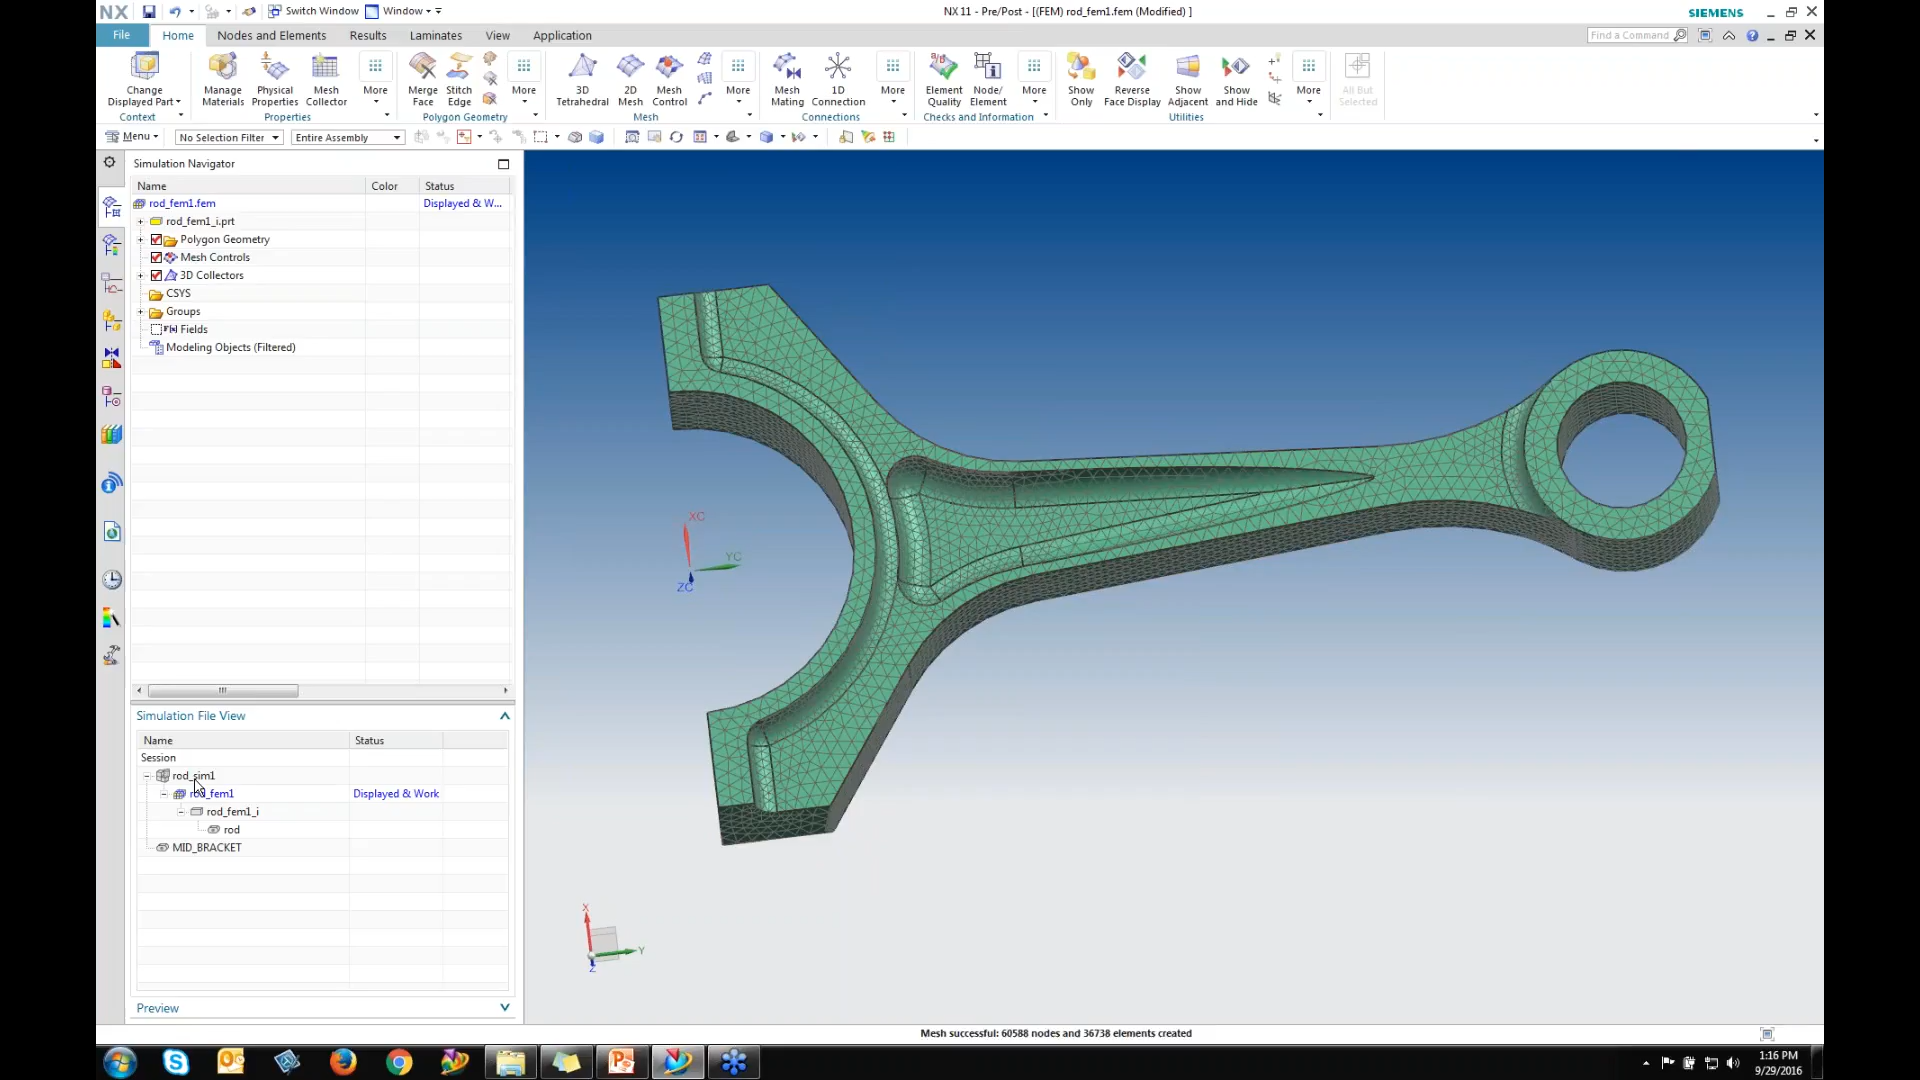 NX Switch Window Window NX 11 - Pre/Post - [(FEM) rod_fem1.fem (Modified) ] SIEMENS
File Home Nodes and Elements Results Laminates View Application Find a Command
Change Displayed Part
Manage Materials
Physical Properties
Mesh Collector
More
Merge Face
Stitch Edge
More
3D Tetrahedral
2D Mesh
Mesh Control
More
Mesh Mating
1D Connection
More
Element Quality
Node/ Element
More
Show Only
Reverse Face Display
Show Adjacent
Show and Hide
More
All But Selected
Context Properties Polygon Geometry Mesh Connections Checks and Information Utilities
Menu No Selection Filter Entire Assembly
Simulation Navigator
Name Color Status
rod_fem1.fem Displayed & W...
rod_fem1_i.prt
Polygon Geometry
Mesh Controls
3D Collectors
CSYS
Groups
Fields
Modeling Objects (Filtered)
XC
YC
ZC
Simulation File View
Name Status
Session
rod_sim1
rod_fem1 Displayed & Work
rod_fem1_i
rod
MID_BRACKET
X
Y
Z
Preview
Mesh successful: 60588 nodes and 36738 elements created
1:16 PM
9/29/2016